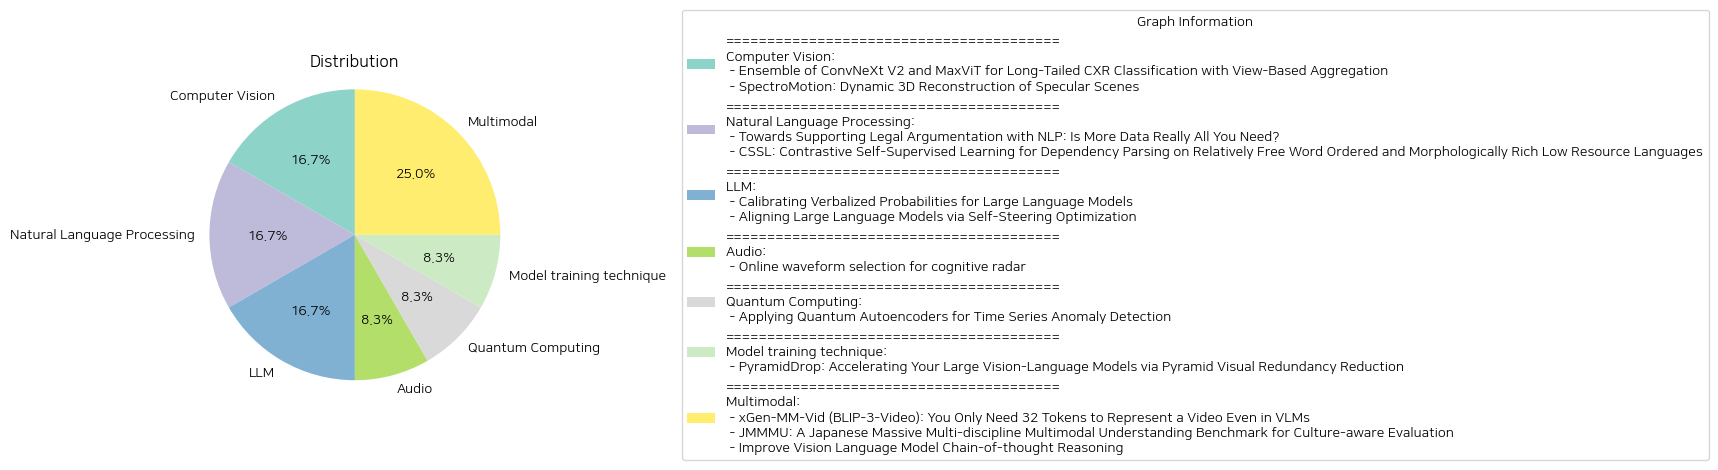 Distribution
Computer Vision
Multimodal
16.7%
25.0%
Natural Language Processing
16.7%
8.3%
Model training technique
8.3%
16.7%
8.3%
Quantum Computing
LLM
Audio
Graph Information
========================================
Computer Vision:
- Ensemble of ConvNeXt V2 and MaxViT for Long-Tailed CXR Classification with View-Based Aggregation
- SpectroMotion: Dynamic 3D Reconstruction of Specular Scenes
========================================
Natural Language Processing:
- Towards Supporting Legal Argumentation with NLP: Is More Data Really All You Need?
- CSSL: Contrastive Self-Supervised Learning for Dependency Parsing on Relatively Free Word Ordered and Morphologically Rich Low Resource Languages
========================================
LLM:
- Calibrating Verbalized Probabilities for Large Language Models
- Aligning Large Language Models via Self-Steering Optimization
========================================
Audio:
- Online waveform selection for cognitive radar
========================================
Quantum Computing:
- Applying Quantum Autoencoders for Time Series Anomaly Detection
========================================
Model training technique:
- PyramidDrop: Accelerating Your Large Vision-Language Models via Pyramid Visual Redundancy Reduction
========================================
Multimodal:
- xGen-MM-Vid (BLIP-3-Video): You Only Need 32 Tokens to Represent a Video Even in VLMs
- JMMMU: A Japanese Massive Multi-discipline Multimodal Understanding Benchmark for Culture-aware Evaluation
- Improve Vision Language Model Chain-of-thought Reasoning